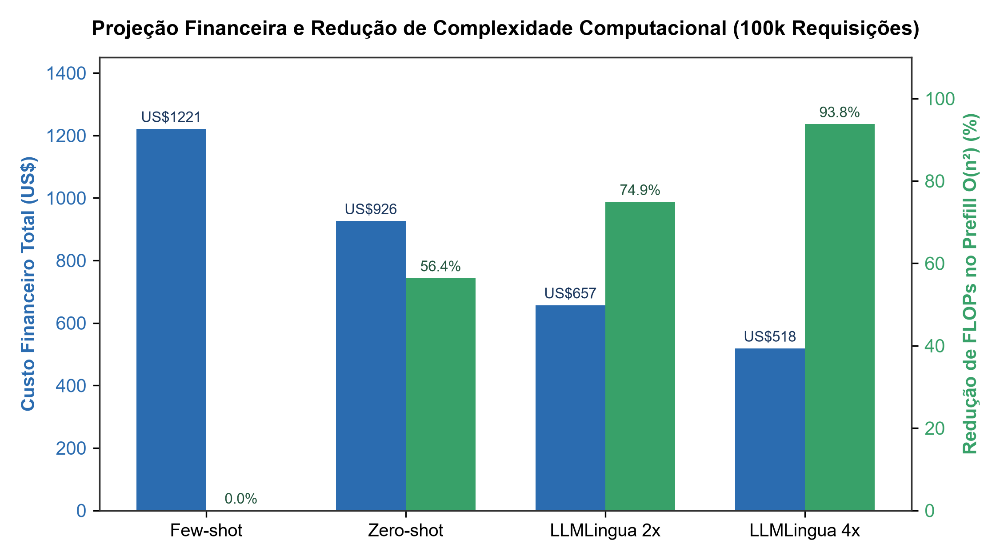 Projeção Financeira e Redução de Complexidade Computacional (100k Requisições)
Custo Financeiro Total (US$)
1400
1200
1000
800
600
400
200
0
US$1221
0.0%
US$926
56.4%
US$657
74.9%
US$518
93.8%
Few-shot
Zero-shot
LLMLingua 2x
LLMLingua 4x
100
80
60
40
20
0
Redução de FLOPs no Prefill O(n²) (%)